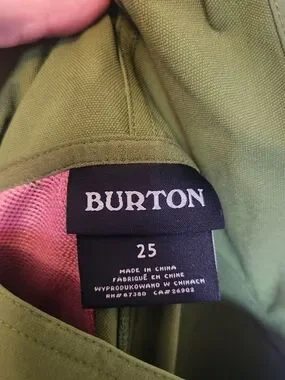 BURTON
25
MADE IN CHINA
FABRIQUÉ EN CHINE
WYPRODUKOWANO W CHINACH
RN# 87380 CA# 26902